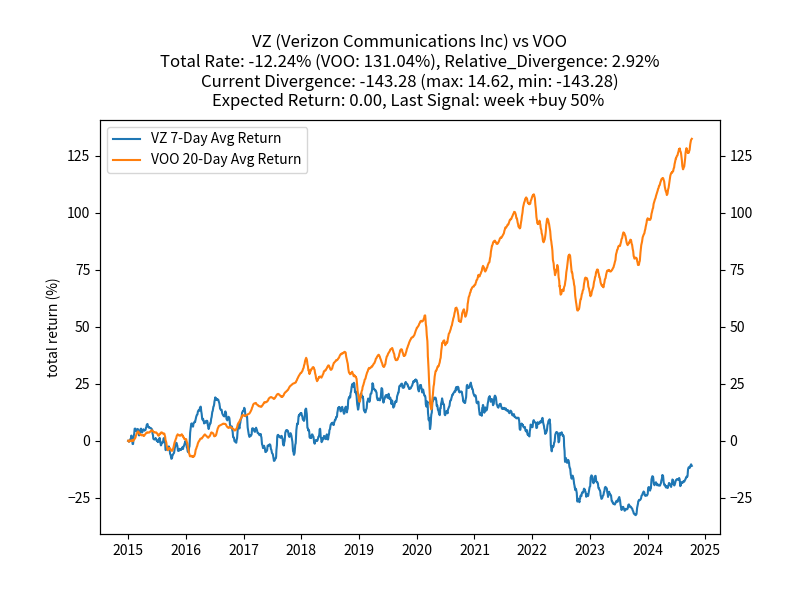 VZ (Verizon Communications Inc) vs VOO
Total Rate: -12.24% (VOO: 131.04%), Relative_Divergence: 2.92%
Current Divergence: -143.28 (max: 14.62, min: -143.28)
Expected Return: 0.00, Last Signal: week +buy 50%
VZ 7-Day Avg Return
VOO 20-Day Avg Return
total return (%)
125
100
75
50
25
0
−25
125
100
75
50
25
0
−25
2015 2016 2017 2018 2019 2020 2021 2022 2023 2024 2025